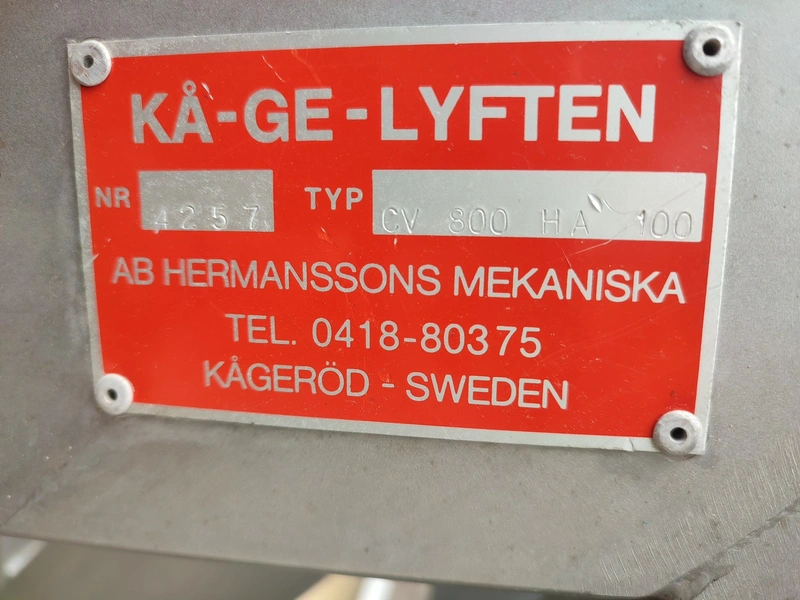 KÅ-GE-LYFTEN
NR 4257 TYP CV 800 HA 100
AB HERMANSSONS MEKANISKA
TEL. 0418-80375
KÅGERÖD - SWEDEN